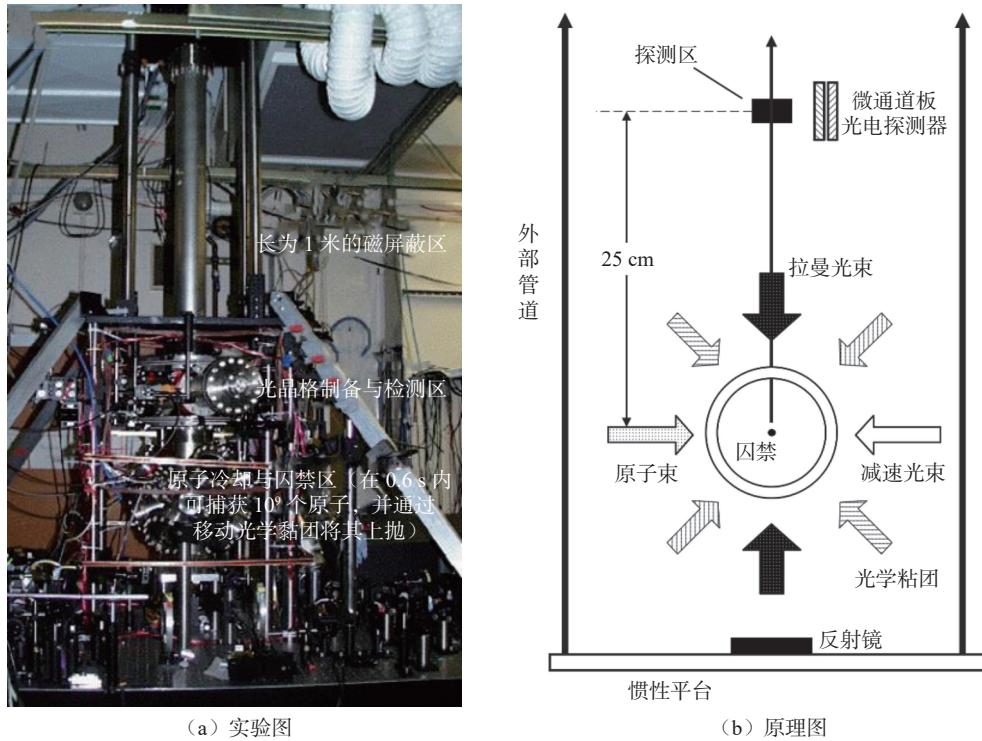 长为 1 米的磁屏蔽区
光晶格制备与检测区
原子冷却与囚禁区（在 0.6 s 内
可捕获 10⁹ 个原子，并通过
移动光学黏团将其上抛）
（a）实验图
探测区
微通道板
光电探测器
外部管道
25 cm
拉曼光束
囚禁
原子束
减速光束
光学粘团
反射镜
惯性平台
（b）原理图